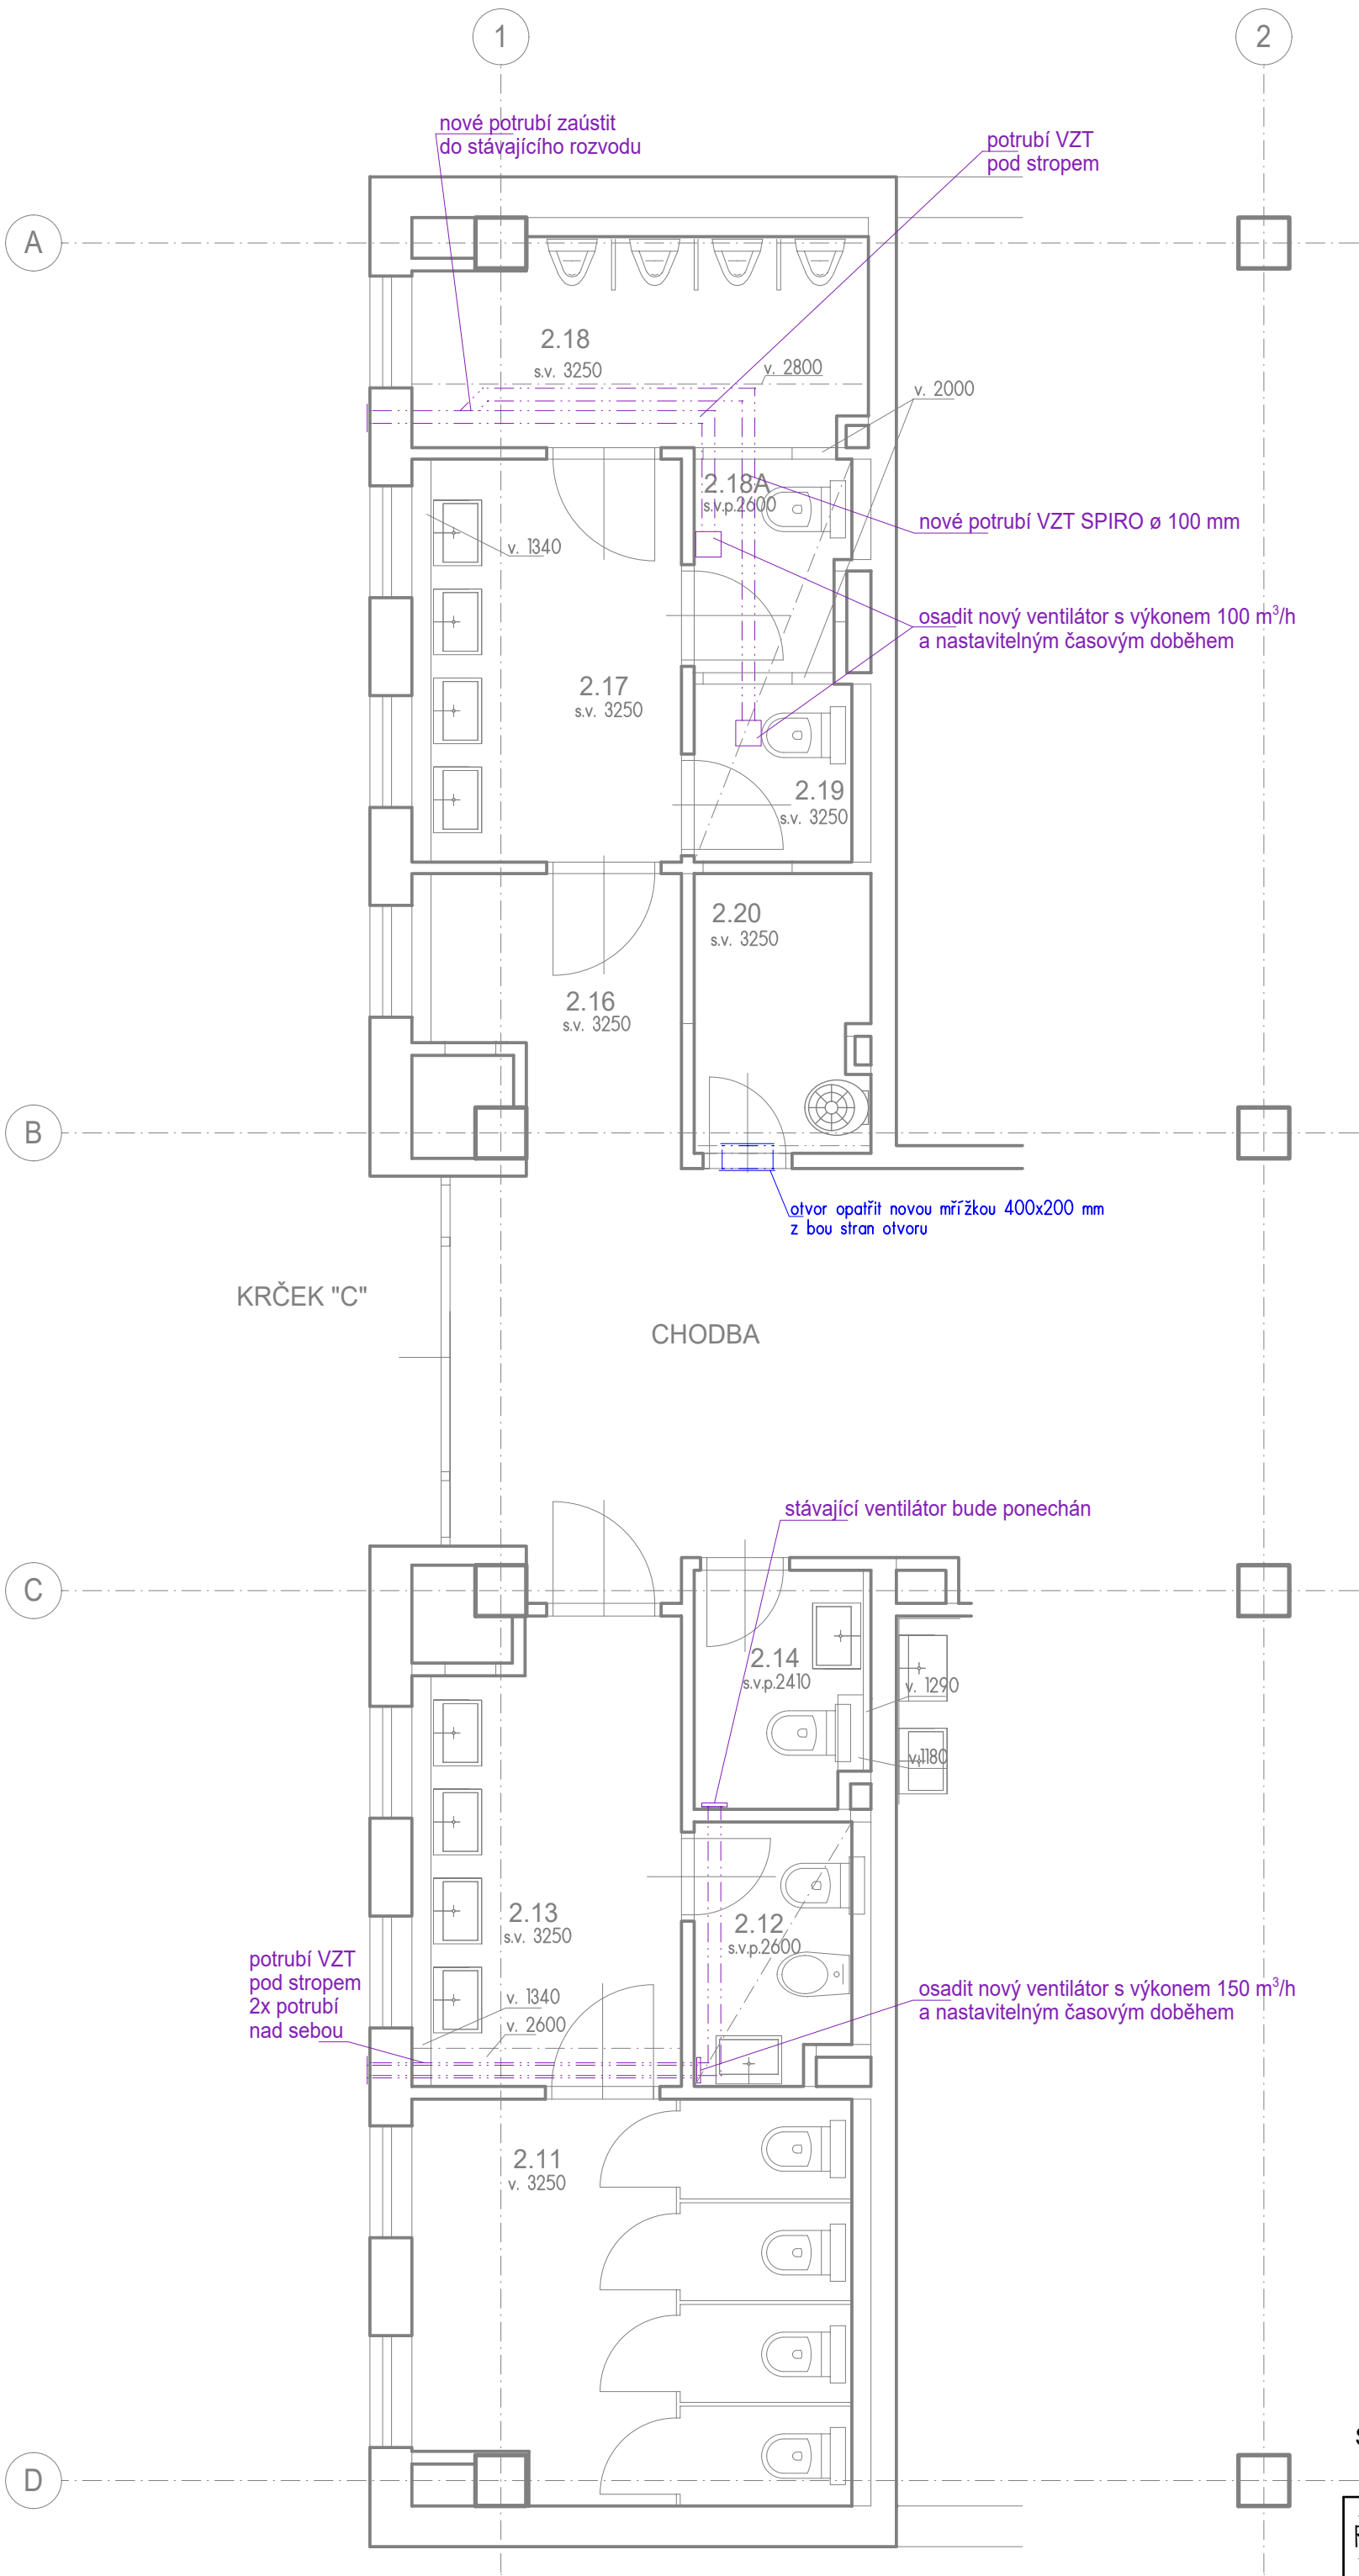 1
2
nové potrubí zaústit
do stávajícího rozvodu
potrubí VZT
pod stropem
A
2.18
s.v. 3250
v. 2800
v. 2000
2.18A
s.v.p.2600
nové potrubí VZT SPIRO ø 100 mm
v. 1340
osadit nový ventilátor s výkonem 100 m³/h
a nastavitelným časovým doběhem
2.17
s.v. 3250
2.19
s.v. 3250
2.20
s.v. 3250
2.16
s.v. 3250
B
otvor opatřit novou mřížkou 400x200 mm
z bou stran otvoru
KRČEK "C"
CHODBA
stávající ventilátor bude ponechán
C
2.14
s.v.p.2410
v. 1290
v.1180
2.13
s.v. 3250
2.12
s.v.p.2600
potrubí VZT
pod stropem
2x potrubí
nad sebou
v. 1340
v. 2600
osadit nový ventilátor s výkonem 150 m³/h
a nastavitelným časovým doběhem
2.11
v. 3250
D